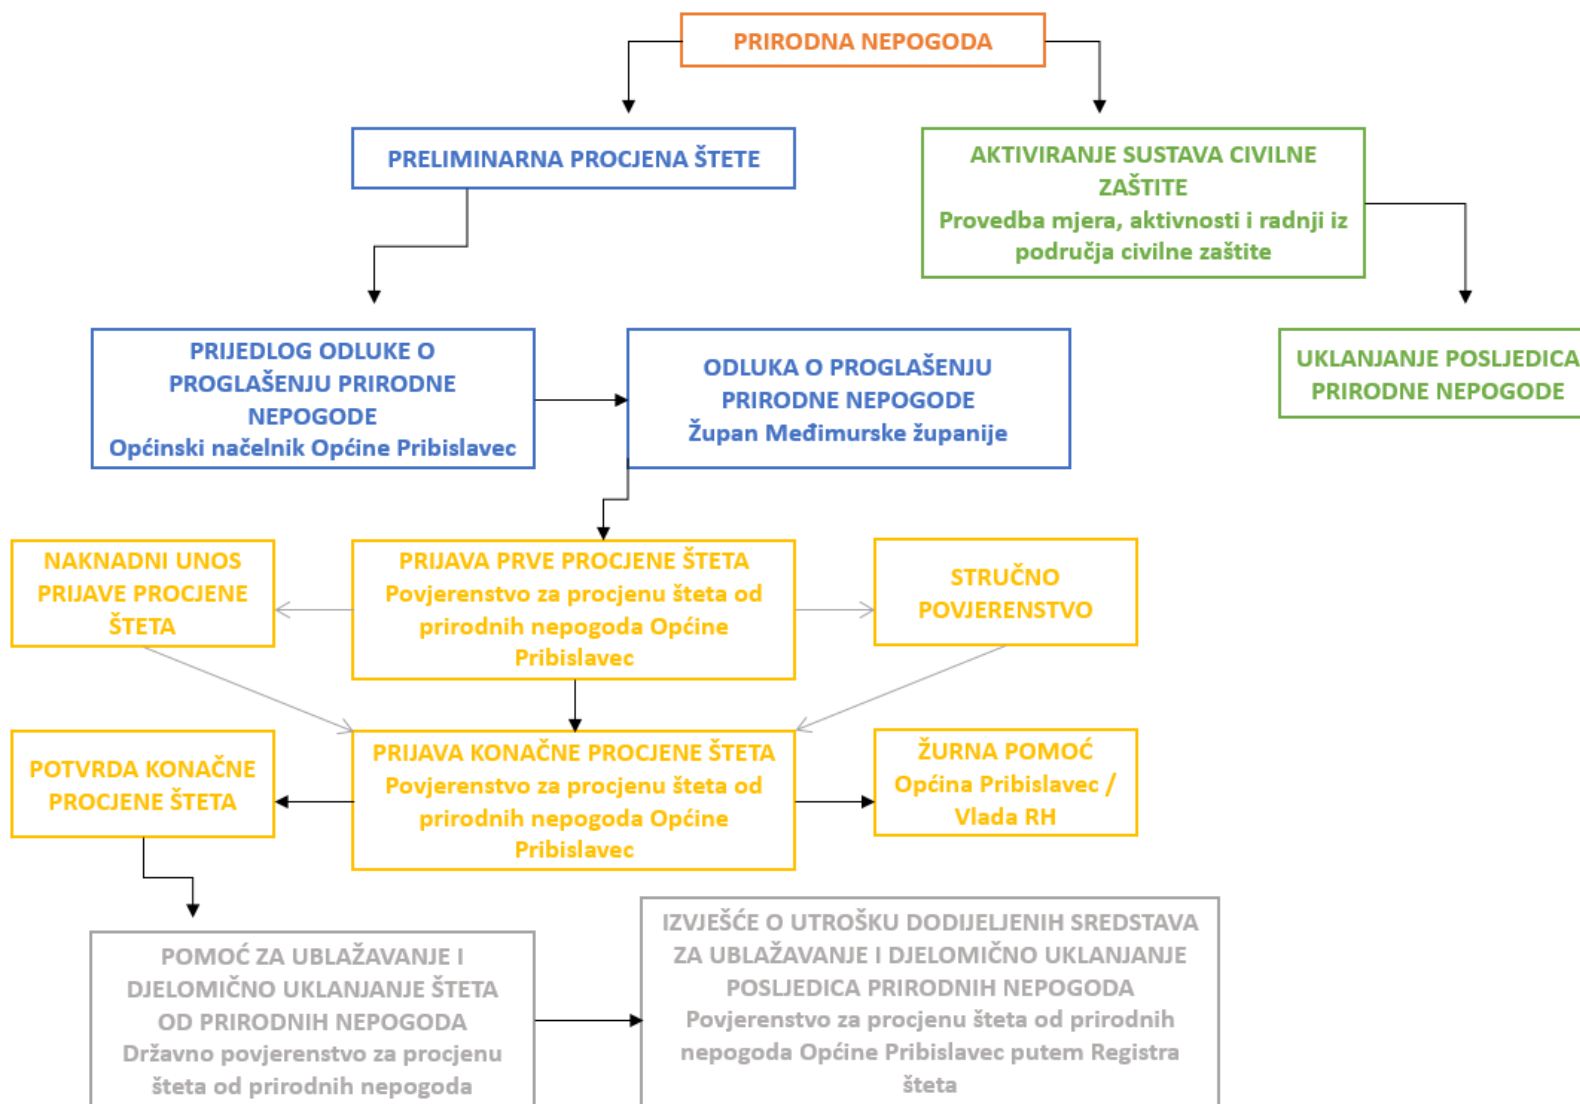 PRIRODNA NEPOGODA
PRELIMINARNA PROCJENA ŠTETE
AKTIVIRANJE SUSTAVA CIVILNE
ZAŠTITE
Provedba mjera, aktivnosti i radnji iz
područja civilne zaštite
PRIJEDLOG ODLUKE O
PROGLAŠENJU PRIRODNE
NEPOGODE
Općinski načelnik Općine Pribislavec
ODLUKA O PROGLAŠENJU
PRIRODNE NEPOGODE
Župan Međimurske županije
UKLANJANJE POSLJEDICA
PRIRODNE NEPOGODE
NAKNADNI UNOS
PRIJAVE PROCJENE
ŠTETA
PRIJAVA PRVE PROCJENE ŠTETA
Povjerenstvo za procjenu šteta od
prirodnih nepogoda Općine
Pribislavec
STRUČNO
POVJERENSTVO
POTVRDA KONAČNE
PROCJENE ŠTETA
PRIJAVA KONAČNE PROCJENE ŠTETA
Povjerenstvo za procjenu šteta od
prirodnih nepogoda Općine
Pribislavec
ŽURNA POMOĆ
Općina Pribislavec /
Vlada RH
POMOĆ ZA UBLAŽAVANJE I
DJELOMIČNO UKLANJANJE ŠTETA
OD PRIRODNIH NEPOGODA
Državno povjerenstvo za procjenu
šteta od prirodnih nepogoda
IZVJEŠĆE O UTROŠKU DODIJELJENIH SREDSTAVA
ZA UBLAŽAVANJE I DJELOMIČNO UKLANJANJE
POSLJEDICA PRIRODNIH NEPOGODA
Povjerenstvo za procjenu šteta od prirodnih
nepogoda Općine Pribislavec putem Registra
šteta